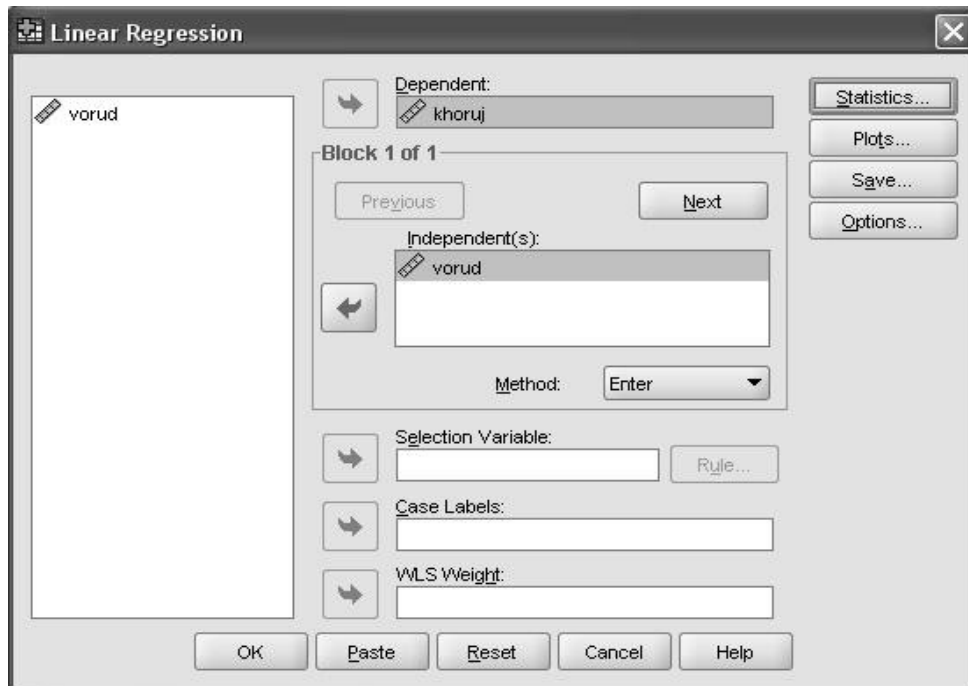 Linear Regression
vorud
Dependent:
khoruj
Block 1 of 1
Previous
Next
Independent(s):
vorud
Method:
Enter
Selection Variable:
Rule...
Case Labels:
WLS Weight:
Statistics...
Plots...
Save...
Options...
OK
Paste
Reset
Cancel
Help